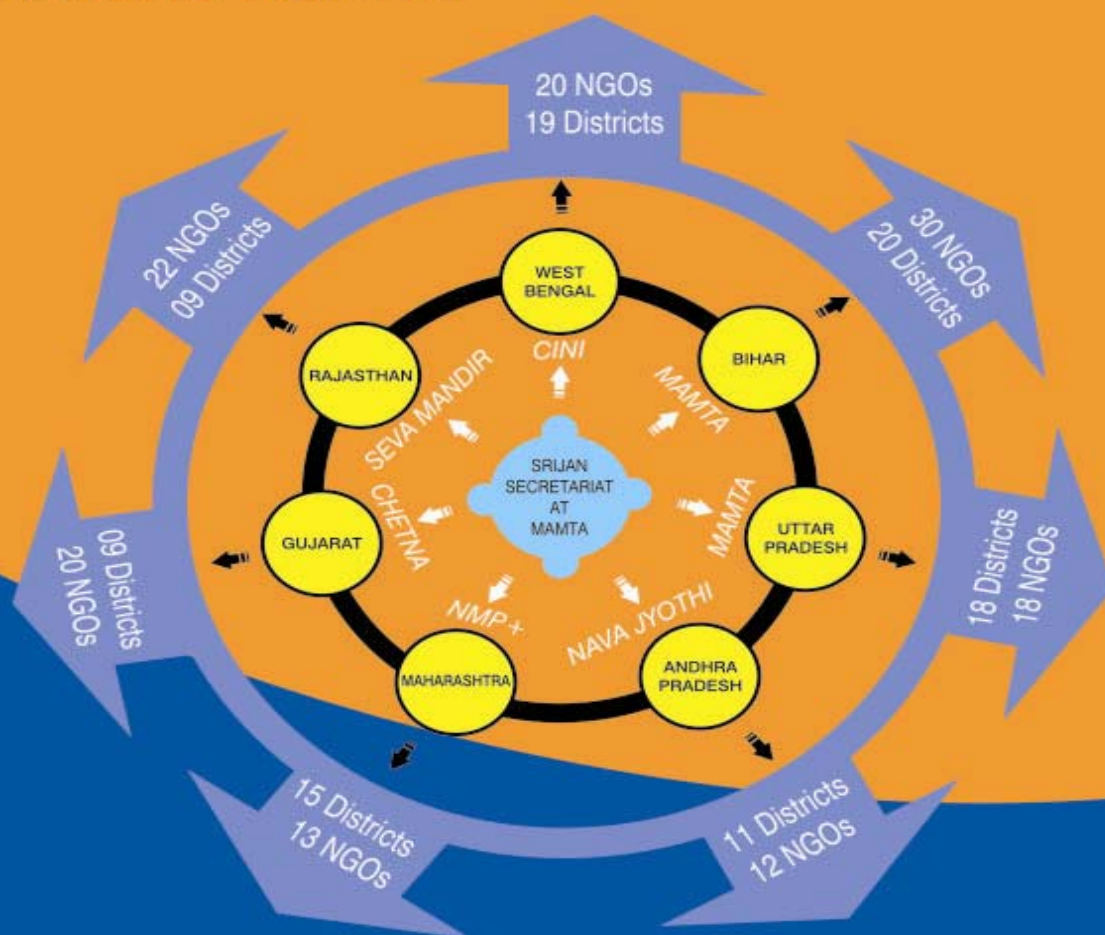 20 NGOs
19 Districts
30 NGOs
20 Districts
18 Districts
18 NGOs
11 Districts
12 NGOs
15 Districts
13 NGOs
09 Districts
20 NGOs
22 NGOs
09 Districts
WEST
BENGAL
BIHAR
UTTAR
PRADESH
ANDHRA
PRADESH
MAHARASHTRA
GUJARAT
RAJASTHAN
CINI
MAMTA
MAMTA
NAVA JYOTHI
NMP+
CHETNA
SEVA MANDIR
SRIJAN
SECRETARIAT
AT
MAMTA